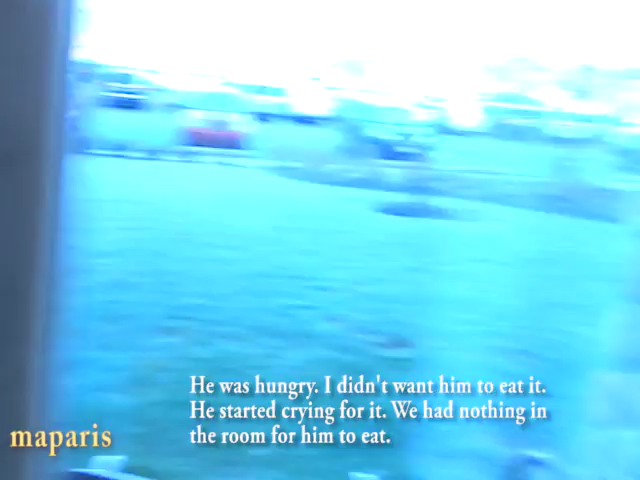 He was hungry. I didn't want him to eat it.
He started crying for it. We had nothing in
the room for him to eat.
maparis